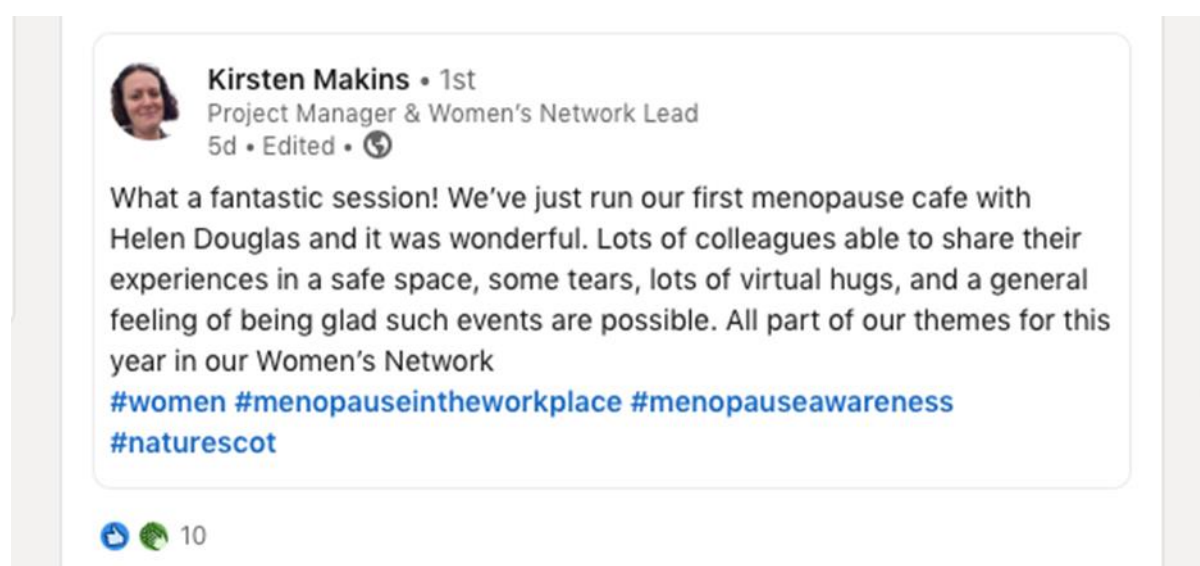 Kirsten Makins • 1st
Project Manager & Women's Network Lead
5d • Edited •
What a fantastic session! We've just run our first menopause cafe with
Helen Douglas and it was wonderful. Lots of colleagues able to share their
experiences in a safe space, some tears, lots of virtual hugs, and a general
feeling of being glad such events are possible. All part of our themes for this
year in our Women's Network
#women #menopauseintheworkplace #menopauseawareness
#naturescot
10